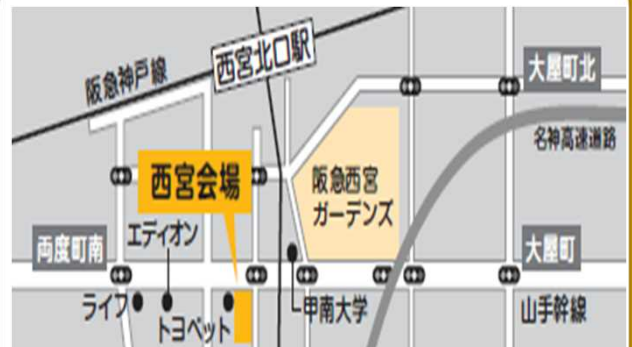 西宮北口駅
阪急神戸線
大屋町北
名神高速道路
西宮会場
阪急西宮
ガーデンズ
エディオン
両度町南
大屋町
ライフ
トヨペット
甲南大学
山手幹線